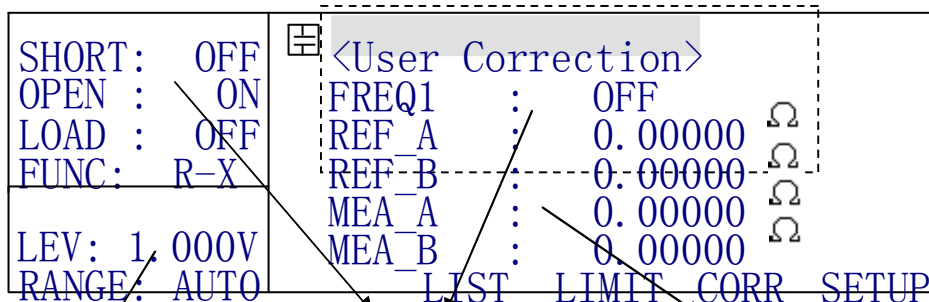 SHORT: OFF
OPEN : ON
LOAD : OFF
FUNC: R-X
LEV: 1.000V
RANGE: AUTO
<User Correction>
FREQ1 : OFF
REF_A : 0.00000 Ω
REF_B : 0.00000 Ω
MEA_A : 0.00000 Ω
MEA_B : 0.00000 Ω
LIST LIMIT CORR SETUP